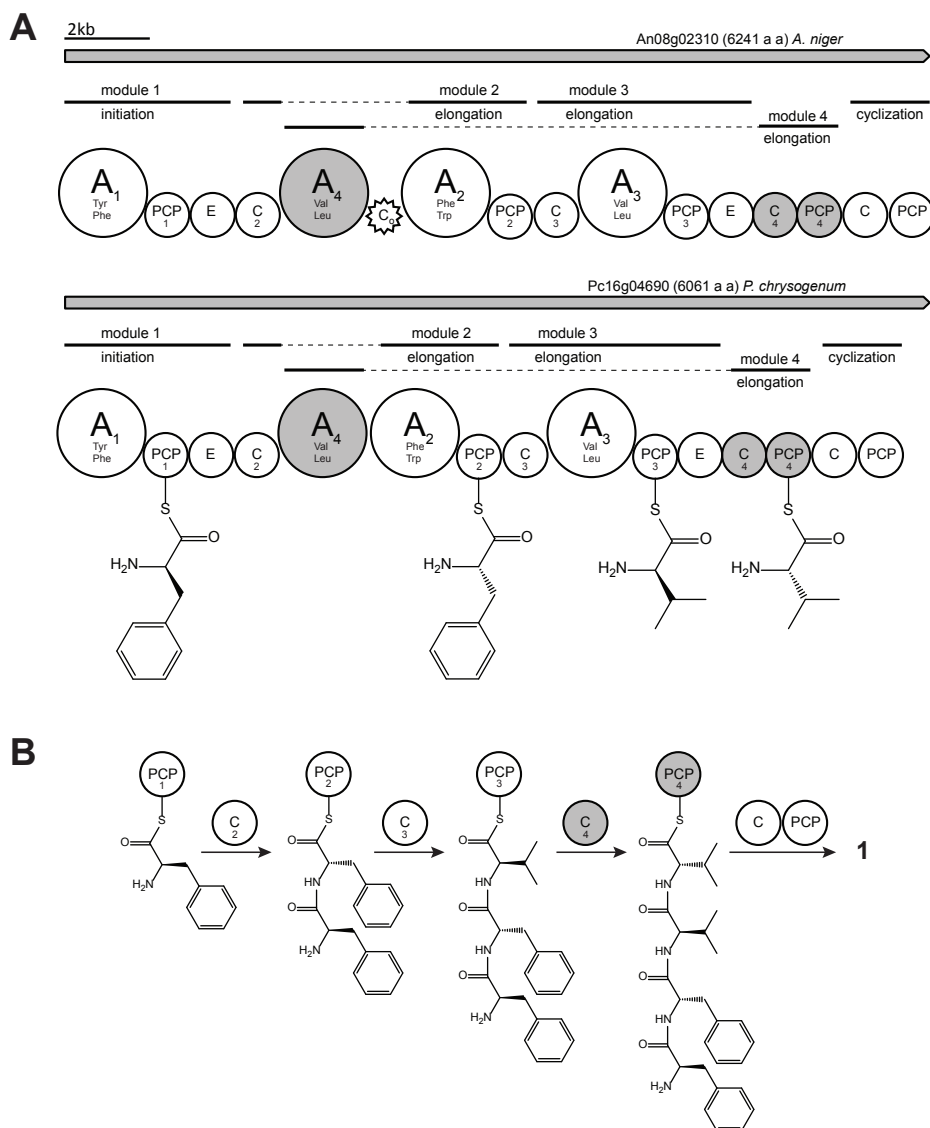 A
2kb
An08g02310 (6241 a a) A. niger
module 1 module 2 module 3 module 4
initiation elongation elongation cyclization
elongation
A1 A4 A2 A3
Tyr Val Phe Val
Phe Leu Trp Leu
PCP E C C0 PCP C PCP E C PCP C PCP
1 2 2 3 3 4 4
Pc16g04690 (6061 a a) P. chrysogenum
module 1 module 2 module 3
initiation elongation elongation module 4 cyclization
elongation
A1 A4 A2 A3
Tyr Val Phe Val
Phe Leu Trp Leu
PCP E C PCP C PCP E C PCP C PCP
1 2 2 3 3 4 4
S S S S
O O O O
H2N H2N H2N H2N
B
PCP PCP PCP PCP
1 2 3 4
C C C C PCP
2 3 4
S S S S
O O O O
1
H2N HN HN HN
O O O
H2N HN HN
O O
H2N HN
O
H2N